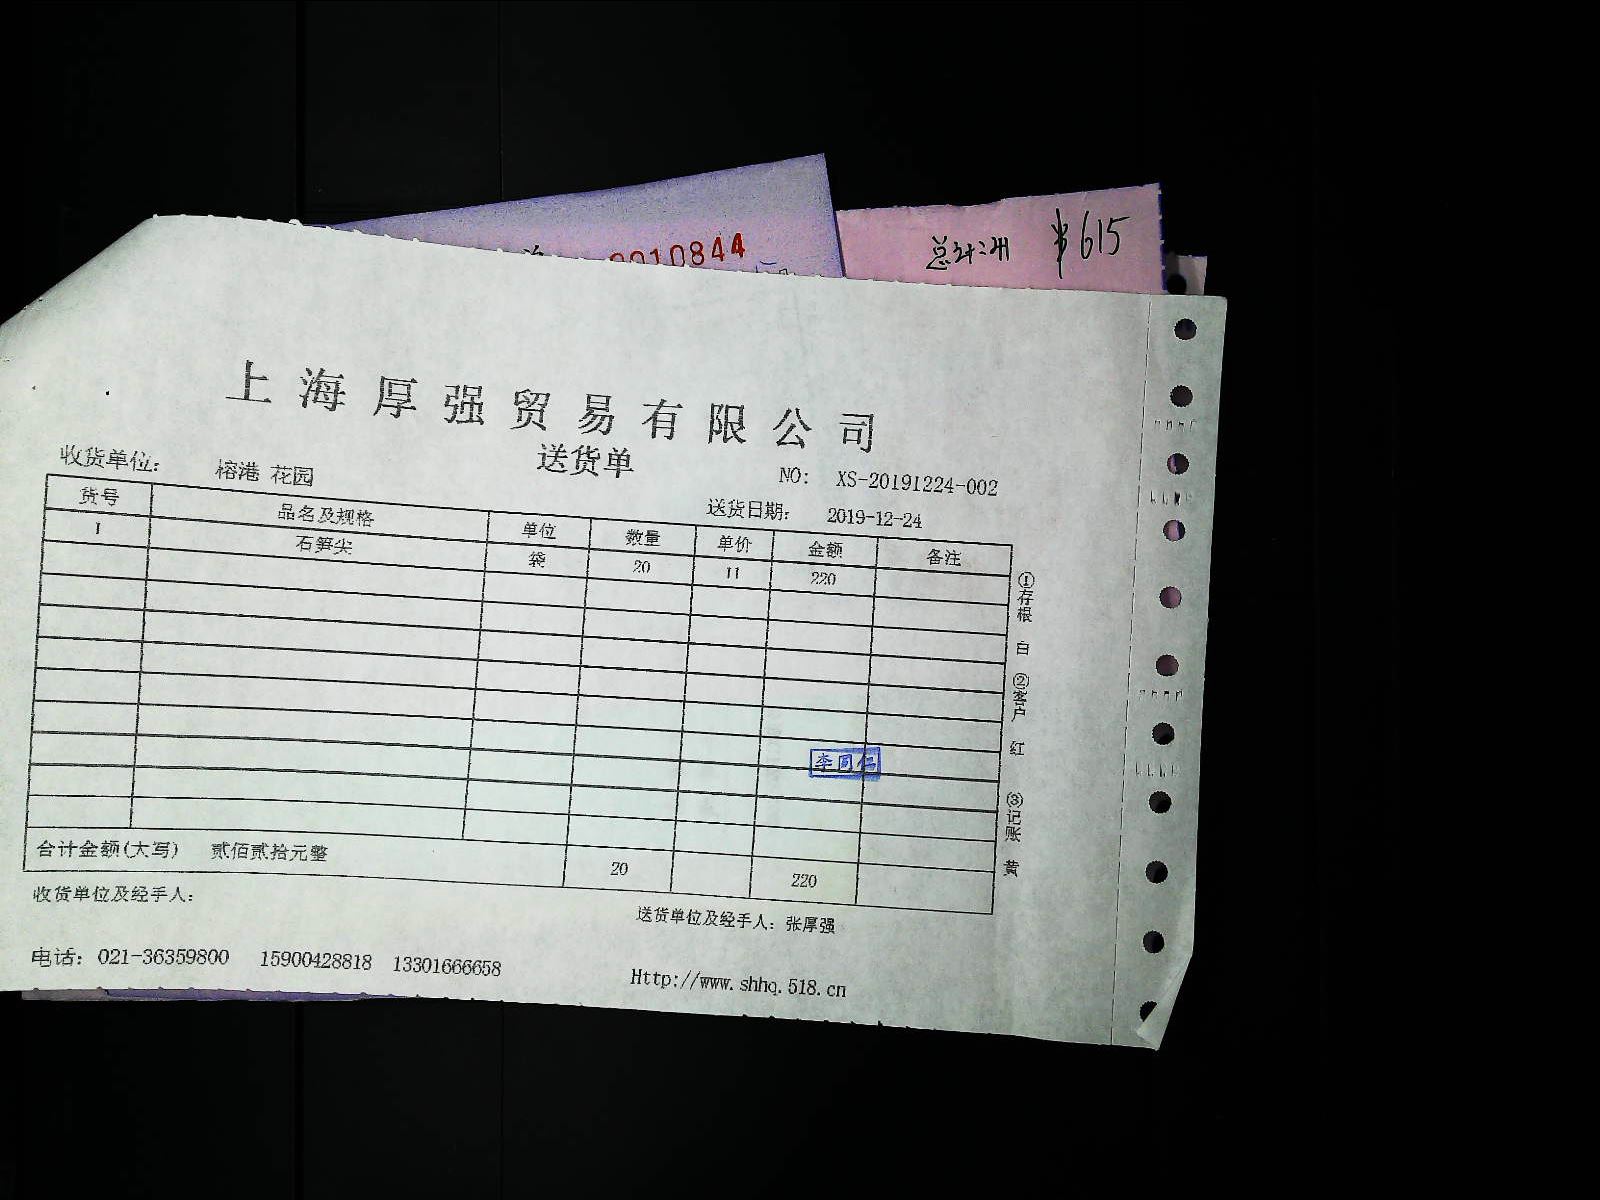 10844
¥615
上海厚强贸易有限公司
送货单
收货单位: 榕港 花园
NO: XS-20191224-002
送货日期: 2019-12-24
货号 品名及规格 单位 数量 单价 金额 备注
1 石笋尖 袋 20 11 220
李同仁
合计金额(大写) 贰佰贰拾元整 20 220
收货单位及经手人:
送货单位及经手人: 张厚强
电话: 021-36359800 15900428818 13301666658
Http://www.shhq.518.cn
①存根 白 ②客户 红 ③记账 黄